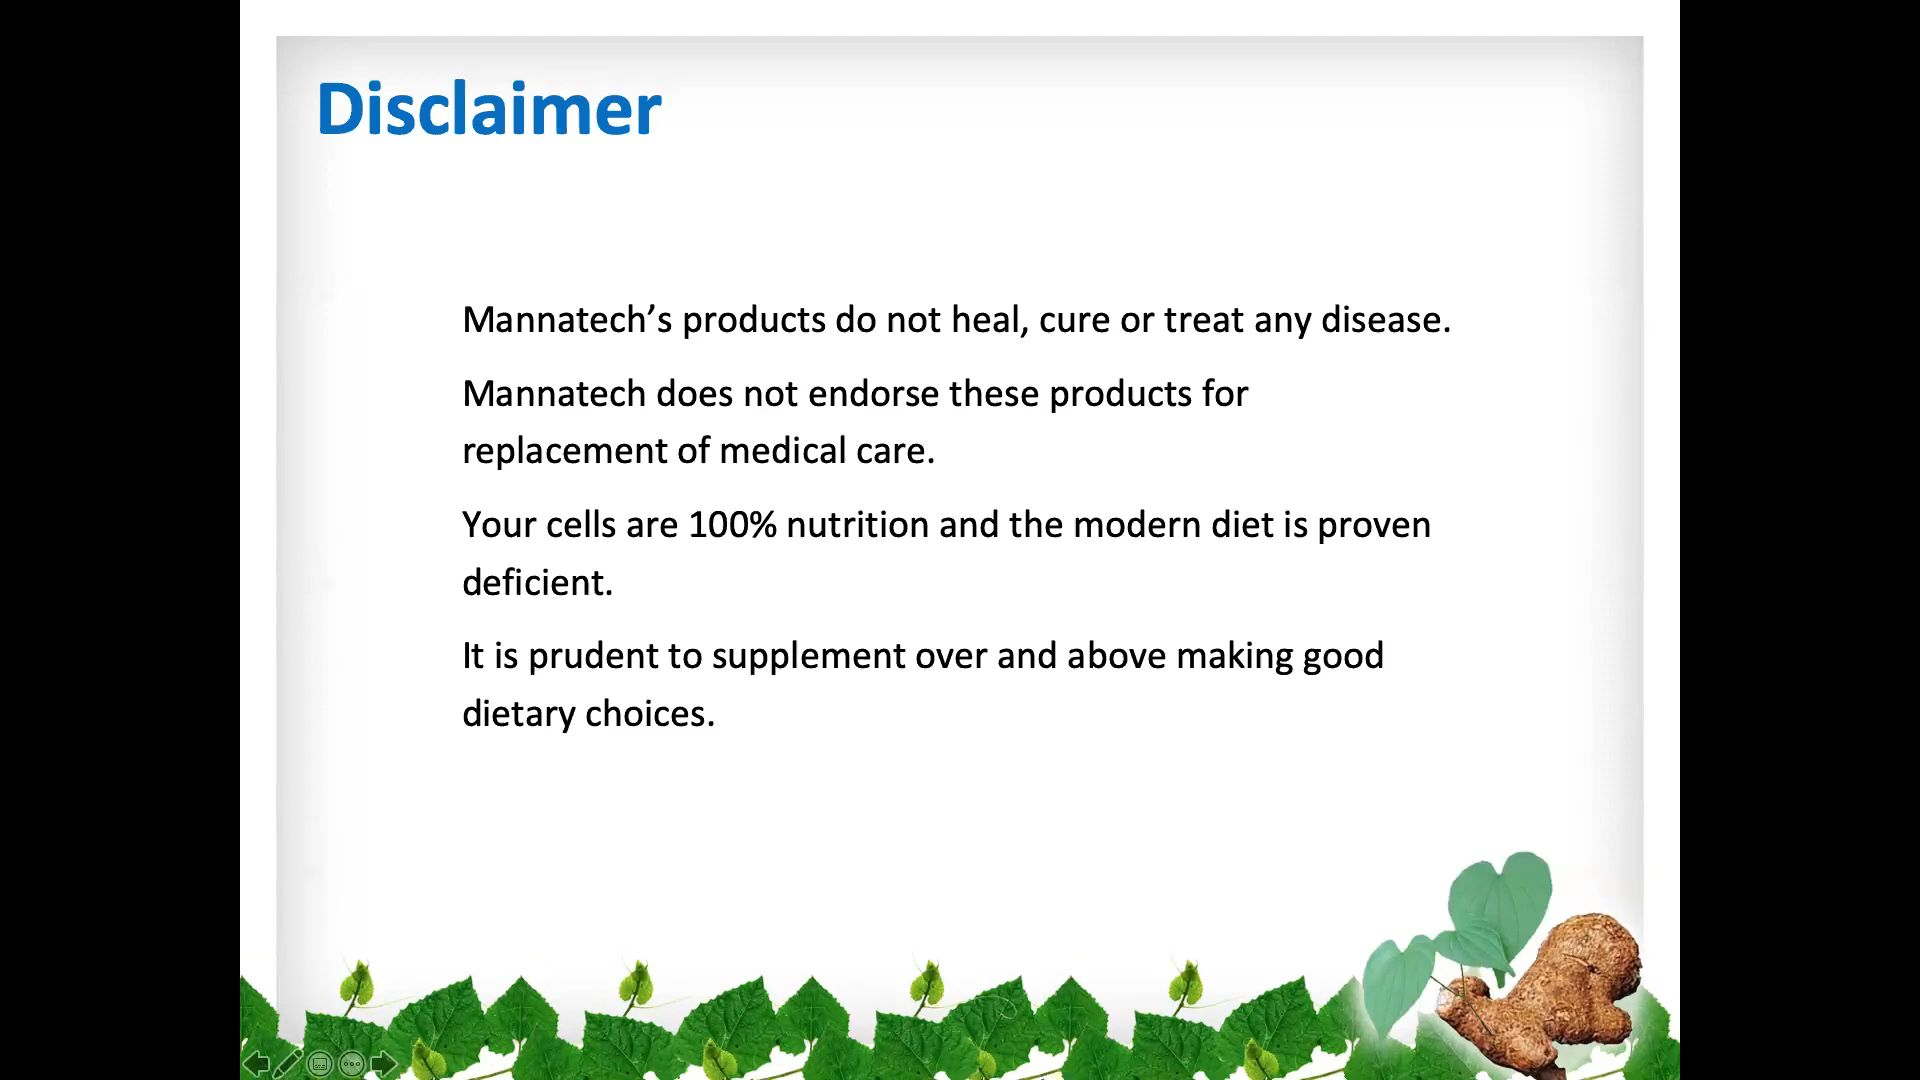 Disclaimer
Mannatech’s products do not heal, cure or treat any disease.
Mannatech does not endorse these products for
replacement of medical care.
Your cells are 100% nutrition and the modern diet is proven
deficient.
It is prudent to supplement over and above making good
dietary choices.